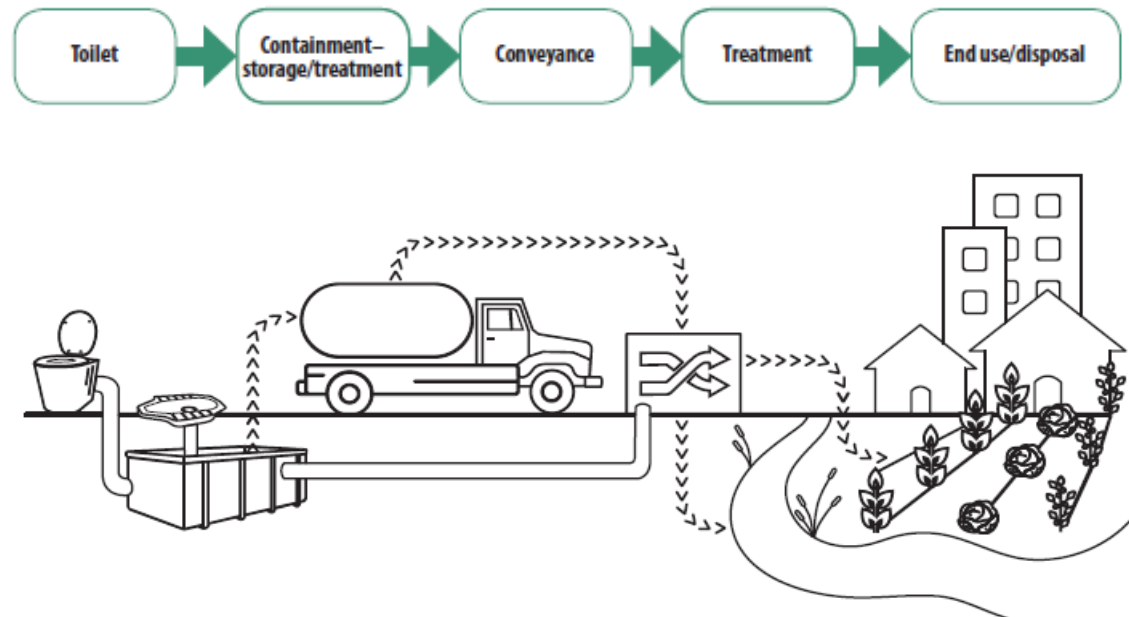 Toilet
Containment–
storage/treatment
Conveyance
Treatment
End use/disposal